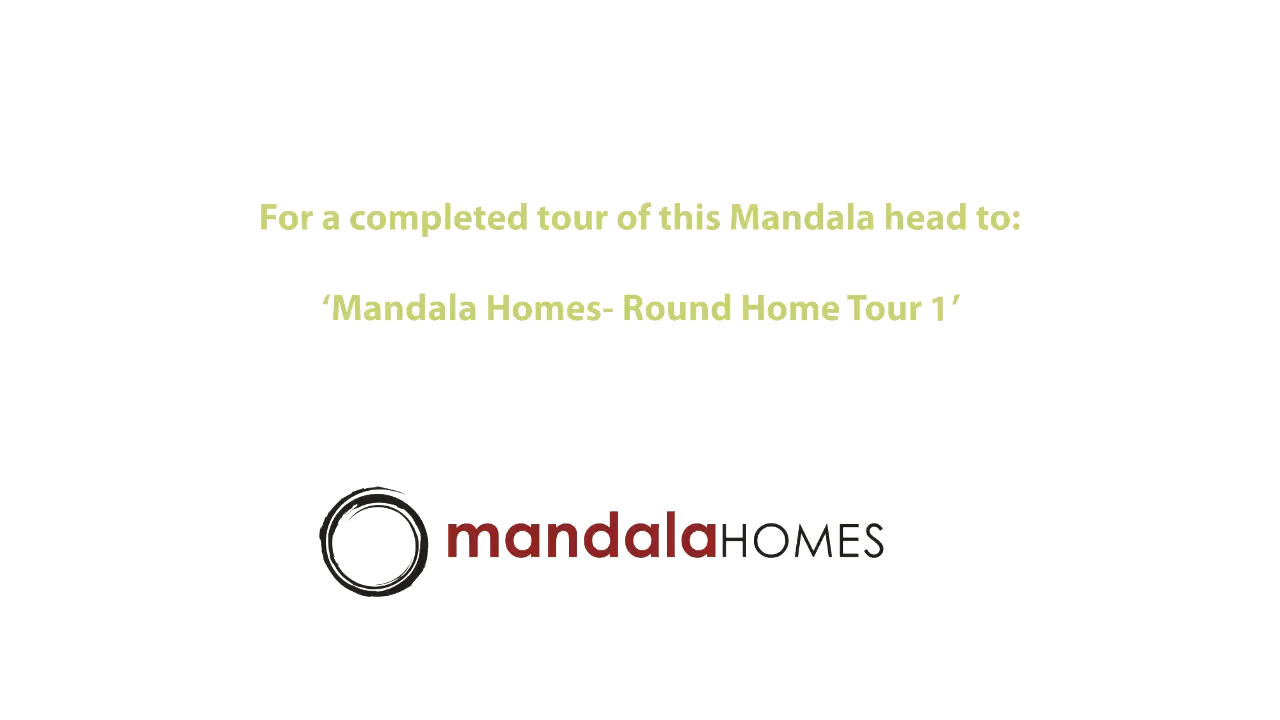 For a completed tour of this Mandala head to:
‘Mandala Homes- Round Home Tour 1’
mandalaHOMES